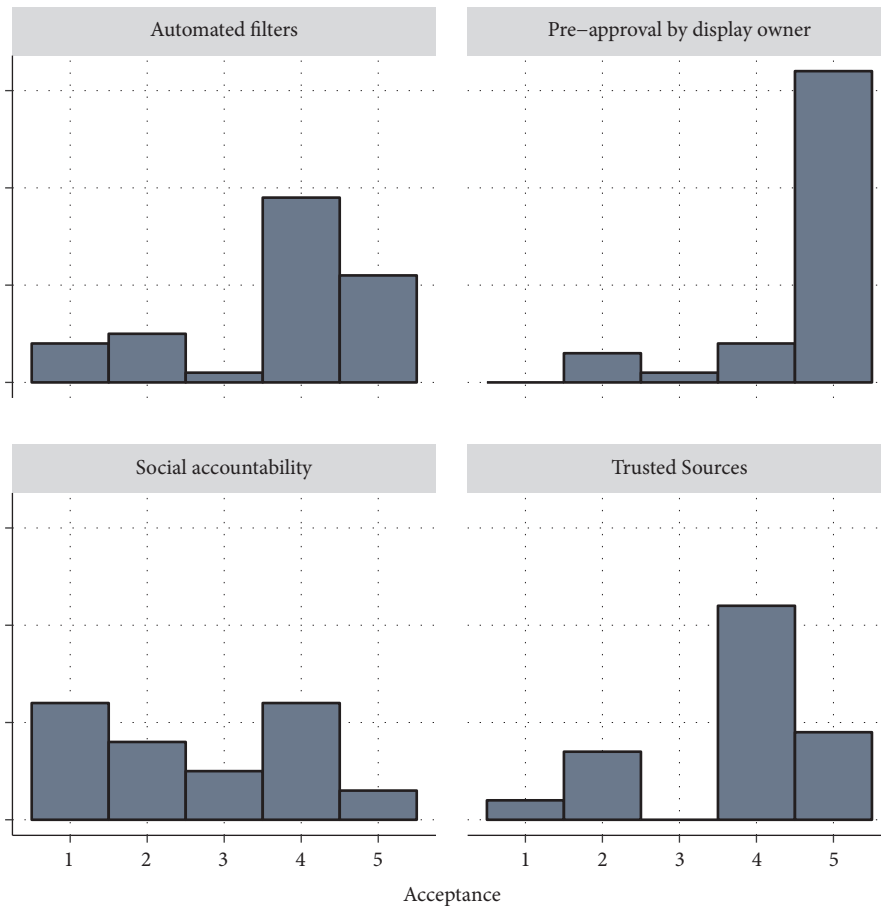 Automated filters
Pre−approval by display owner
Social accountability
Trusted Sources
1 2 3 4 5
1 2 3 4 5
Acceptance